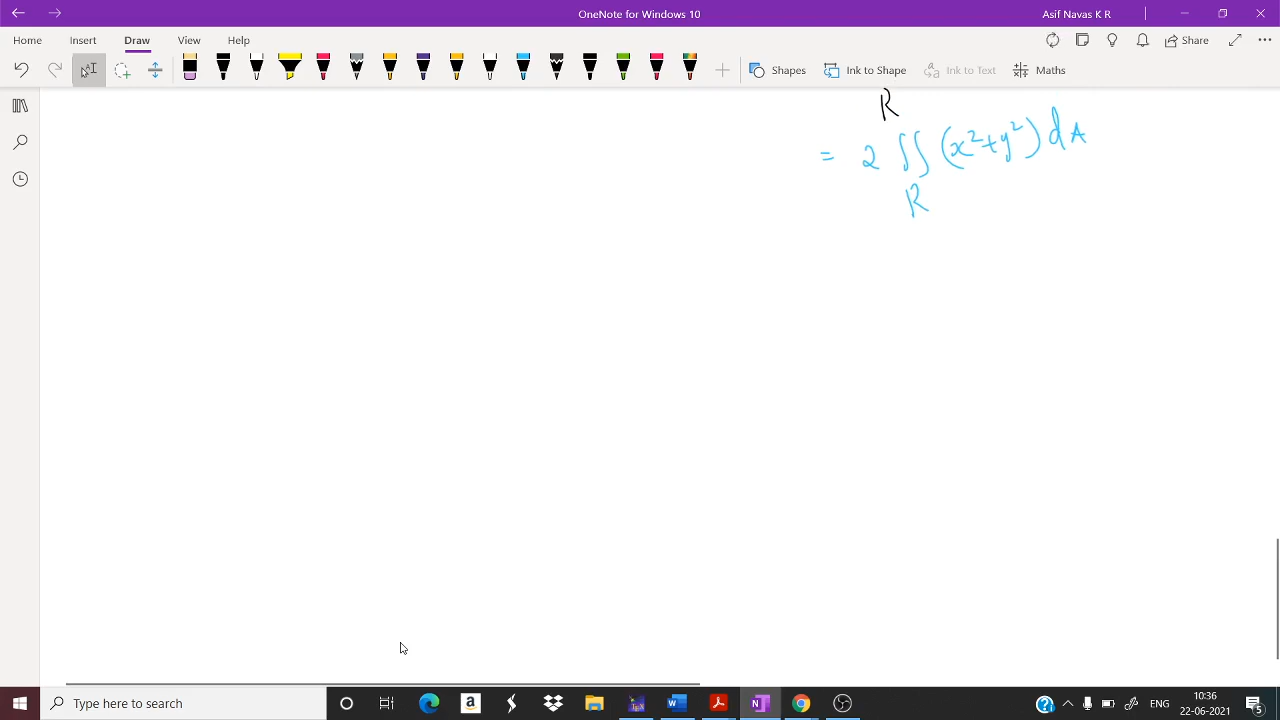 OneNote for Windows 10
Asif Navas K R
Home Insert Draw View Help
Share
Shapes Ink to Shape Ink to Text Maths
R
= 2 ∬ (x²+y²) dA
R
Type here to search
ENG
10:36
22-06-2021
5